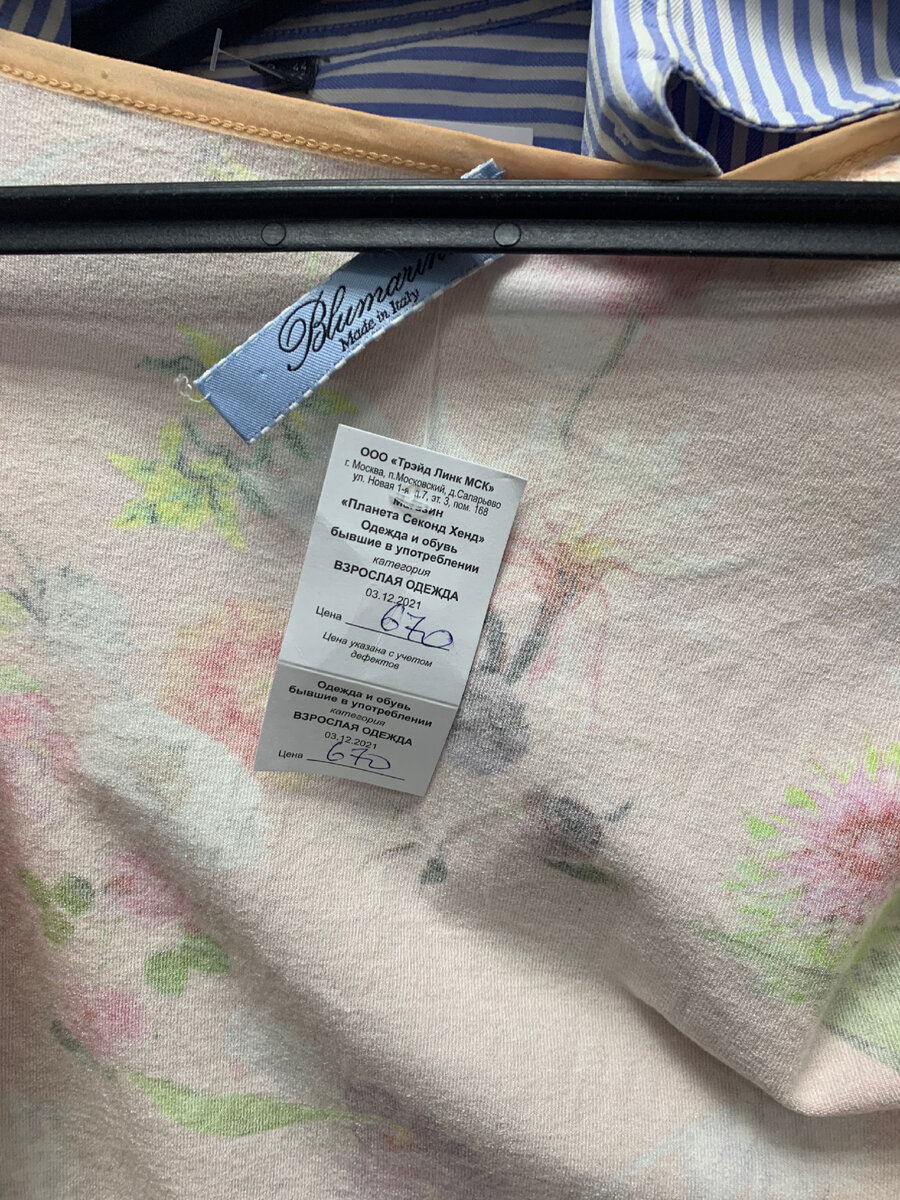 44
Blumarin
Made in Italy
ООО «Трэйд Линк МСК»
г. Москва, п.Московский, д.Саларьево
ул. Новая 1-я, д.7, эт. 3, пом. 168
Магазин
«Планета Секонд Хенд»
Одежда и обувь
бывшие в употреблении
категория
ВЗРОСЛАЯ ОДЕЖДА
03.12.2021
Цена 670
Цена указана с учетом
дефектов
Одежда и обувь
бывшие в употреблении
категория
ВЗРОСЛАЯ ОДЕЖДА
03.12.2021
Цена 670